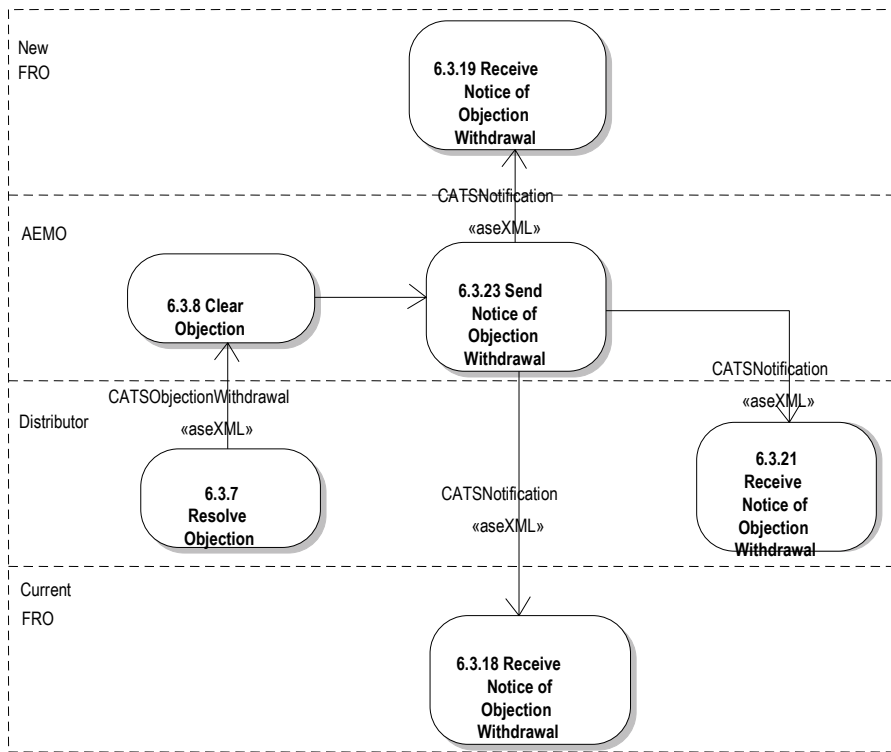 New
FRO
6.3.19 Receive
Notice of
Objection
Withdrawal
CATSNotification
«aseXML»
AEMO
6.3.8 Clear
Objection
6.3.23 Send
Notice of
Objection
Withdrawal
CATSNotification
«aseXML»
CATSObjectionWithdrawal
«aseXML»
Distributor
6.3.7
Resolve
Objection
CATSNotification
«aseXML»
6.3.21
Receive
Notice of
Objection
Withdrawal
Current
FRO
6.3.18 Receive
Notice of
Objection
Withdrawal